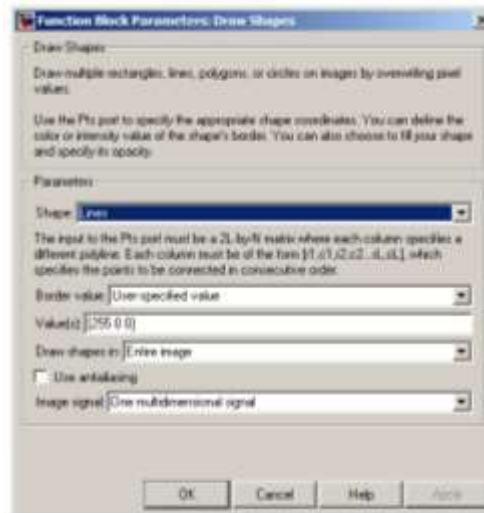 Function Block Parameters: Draw Shapes
Draw Shapes
Draw multiple rectangles, lines, polygons, or circles on images by overwriting pixel
values.
Use the Pts port to specify the appropriate shape coordinates. You can define the
color or intensity value of the shape's border. You can also choose to fill your shape
and specify its opacity.
Parameters
Shape: Lines
The input to the Pts port must be a 2L-by-N matrix where each column specifies a
different polyline. Each column must be of the form [r1,c1,r2,c2...rL,cL], which
specifies the points to be connected in consecutive order.
Border value: User-specified value
Value(s): [255 0 0]
Draw shapes in: Entire image
Use antialiasing
Image signal: One multidimensional signal
OK Cancel Help Apply